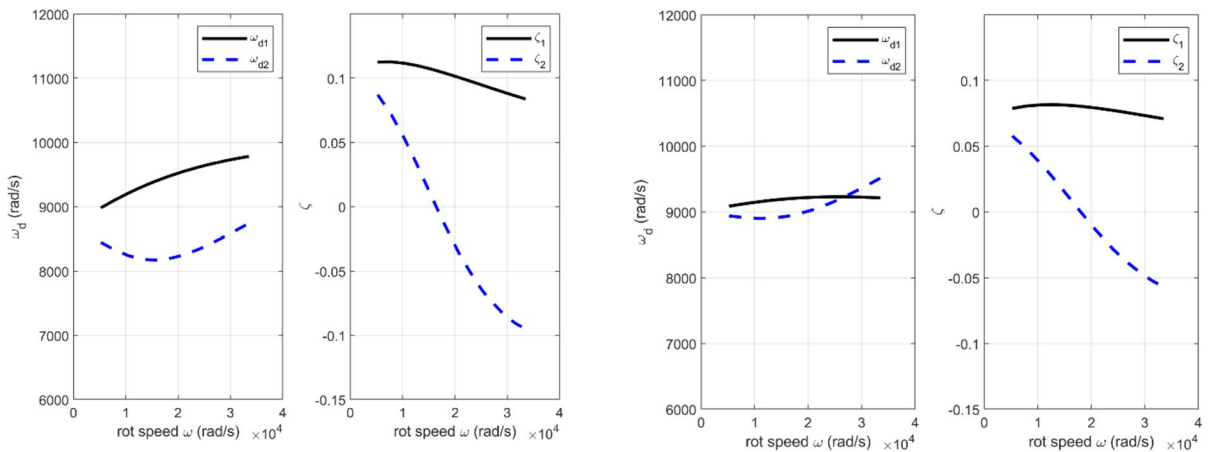 12000
11000
10000
9000
8000
7000
6000
ω_d (rad/s)
ω_d1
ω_d2
0 1 2 3 4
rot speed ω (rad/s) ×10^4
0.1
0.05
0
-0.05
-0.1
-0.15
ζ
ζ_1
ζ_2
0 1 2 3 4
rot speed ω (rad/s) ×10^4
12000
11000
10000
9000
8000
7000
6000
ω_d (rad/s)
ω_d1
ω_d2
0 1 2 3 4
rot speed ω (rad/s) ×10^4
0.1
0.05
0
-0.05
-0.1
-0.15
ζ
ζ_1
ζ_2
0 1 2 3 4
rot speed ω (rad/s) ×10^4